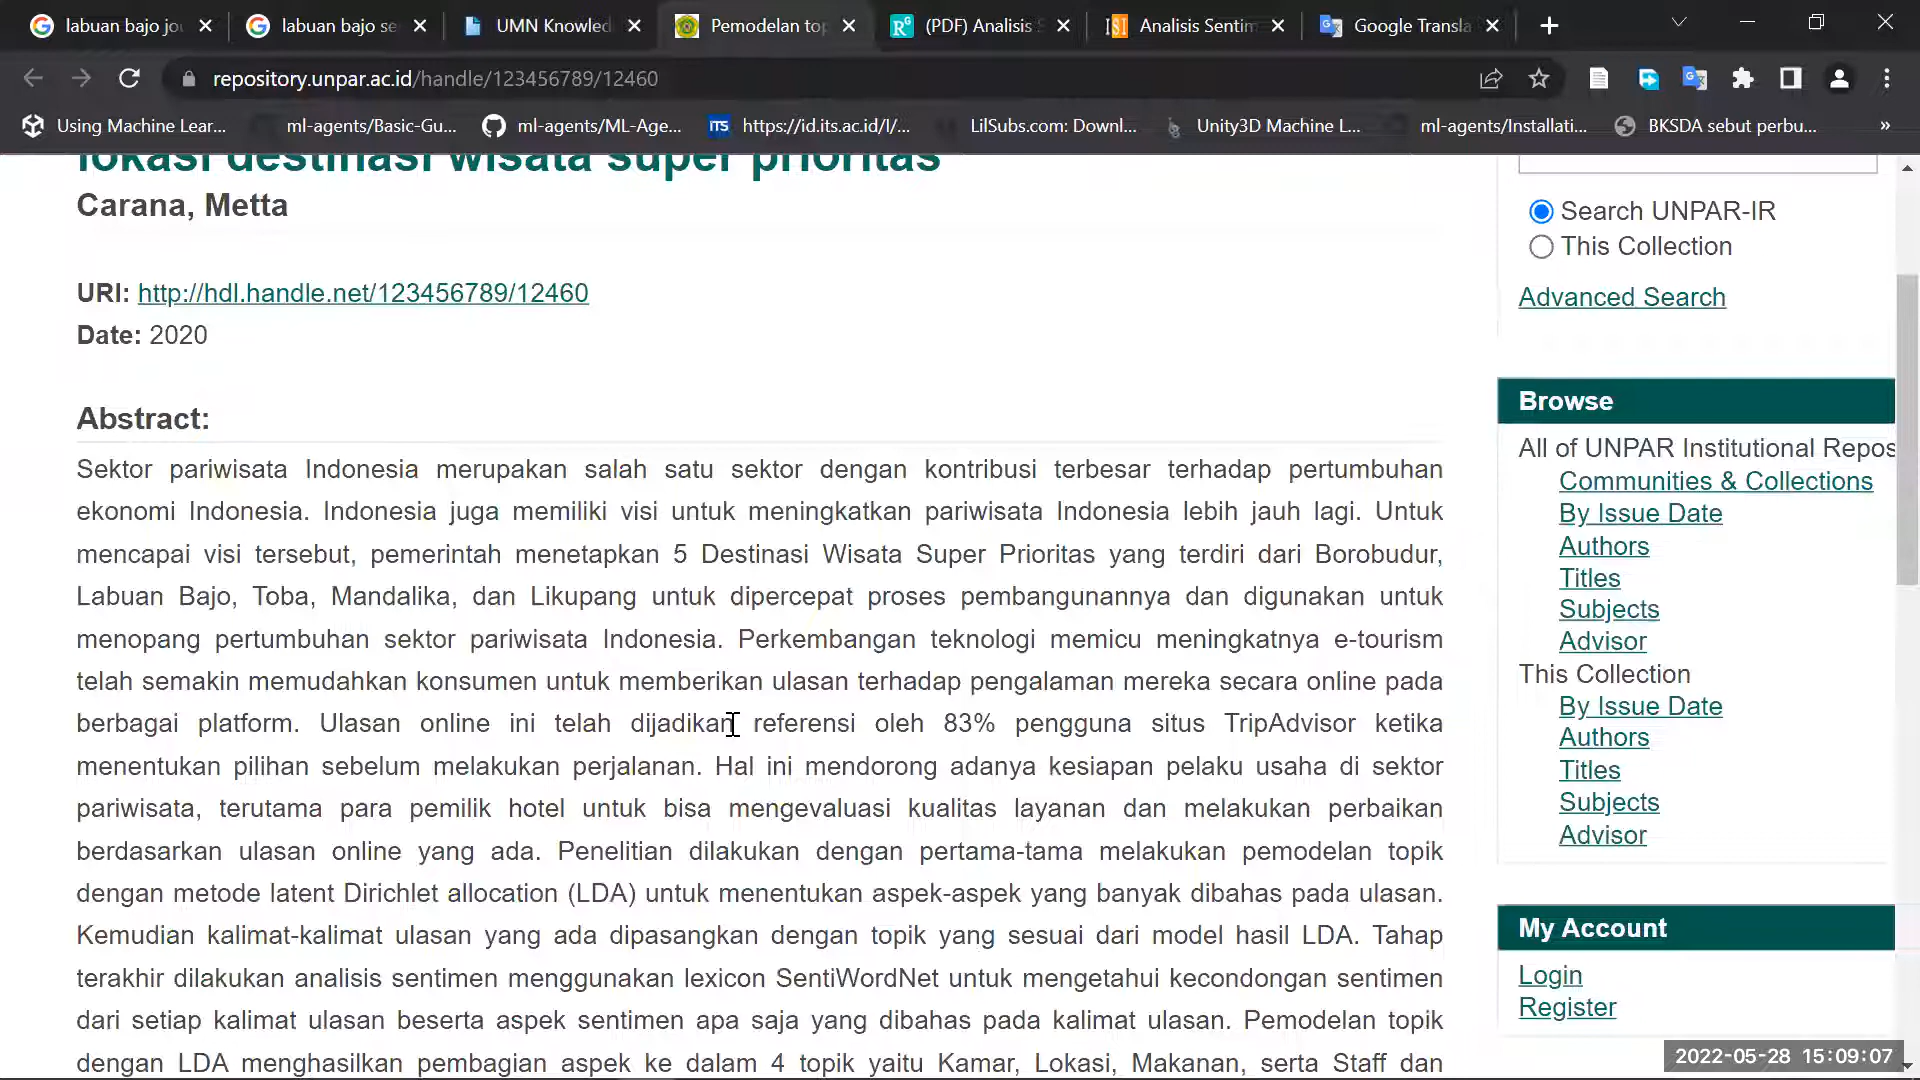 labuan bajo jou
labuan bajo se
UMN Knowled
Pemodelan top
(PDF) Analisis S
Analisis Sentim
Google Transla
repository.unpar.ac.id/handle/123456789/12460
Using Machine Lear...
ml-agents/Basic-Gu...
ml-agents/ML-Age...
ITS
https://id.its.ac.id/I/...
LilSubs.com: Downl...
Unity3D Machine L...
ml-agents/Installati...
BKSDA sebut perbu...
»
lokasi destinasi wisata super prioritas
Carana, Metta
URI: http://hdl.handle.net/123456789/12460
Date: 2020
Abstract:
Sektor pariwisata Indonesia merupakan salah satu sektor dengan kontribusi terbesar terhadap pertumbuhan
ekonomi Indonesia. Indonesia juga memiliki visi untuk meningkatkan pariwisata Indonesia lebih jauh lagi. Untuk
mencapai visi tersebut, pemerintah menetapkan 5 Destinasi Wisata Super Prioritas yang terdiri dari Borobudur,
Labuan Bajo, Toba, Mandalika, dan Likupang untuk dipercepat proses pembangunannya dan digunakan untuk
menopang pertumbuhan sektor pariwisata Indonesia. Perkembangan teknologi memicu meningkatnya e-tourism
telah semakin memudahkan konsumen untuk memberikan ulasan terhadap pengalaman mereka secara online pada
berbagai platform. Ulasan online ini telah dijadikan referensi oleh 83% pengguna situs TripAdvisor ketika
menentukan pilihan sebelum melakukan perjalanan. Hal ini mendorong adanya kesiapan pelaku usaha di sektor
pariwisata, terutama para pemilik hotel untuk bisa mengevaluasi kualitas layanan dan melakukan perbaikan
berdasarkan ulasan online yang ada. Penelitian dilakukan dengan pertama-tama melakukan pemodelan topik
dengan metode latent Dirichlet allocation (LDA) untuk menentukan aspek-aspek yang banyak dibahas pada ulasan.
Kemudian kalimat-kalimat ulasan yang ada dipasangkan dengan topik yang sesuai dari model hasil LDA. Tahap
terakhir dilakukan analisis sentimen menggunakan lexicon SentiWordNet untuk mengetahui kecondongan sentimen
dari setiap kalimat ulasan beserta aspek sentimen apa saja yang dibahas pada kalimat ulasan. Pemodelan topik
dengan LDA menghasilkan pembagian aspek ke dalam 4 topik yaitu Kamar, Lokasi, Makanan, serta Staff dan
Search UNPAR-IR
This Collection
Advanced Search
Browse
All of UNPAR Institutional Repos
Communities & Collections
By Issue Date
Authors
Titles
Subjects
Advisor
This Collection
By Issue Date
Authors
Titles
Subjects
Advisor
My Account
Login
Register
2022-05-28 15:09:07